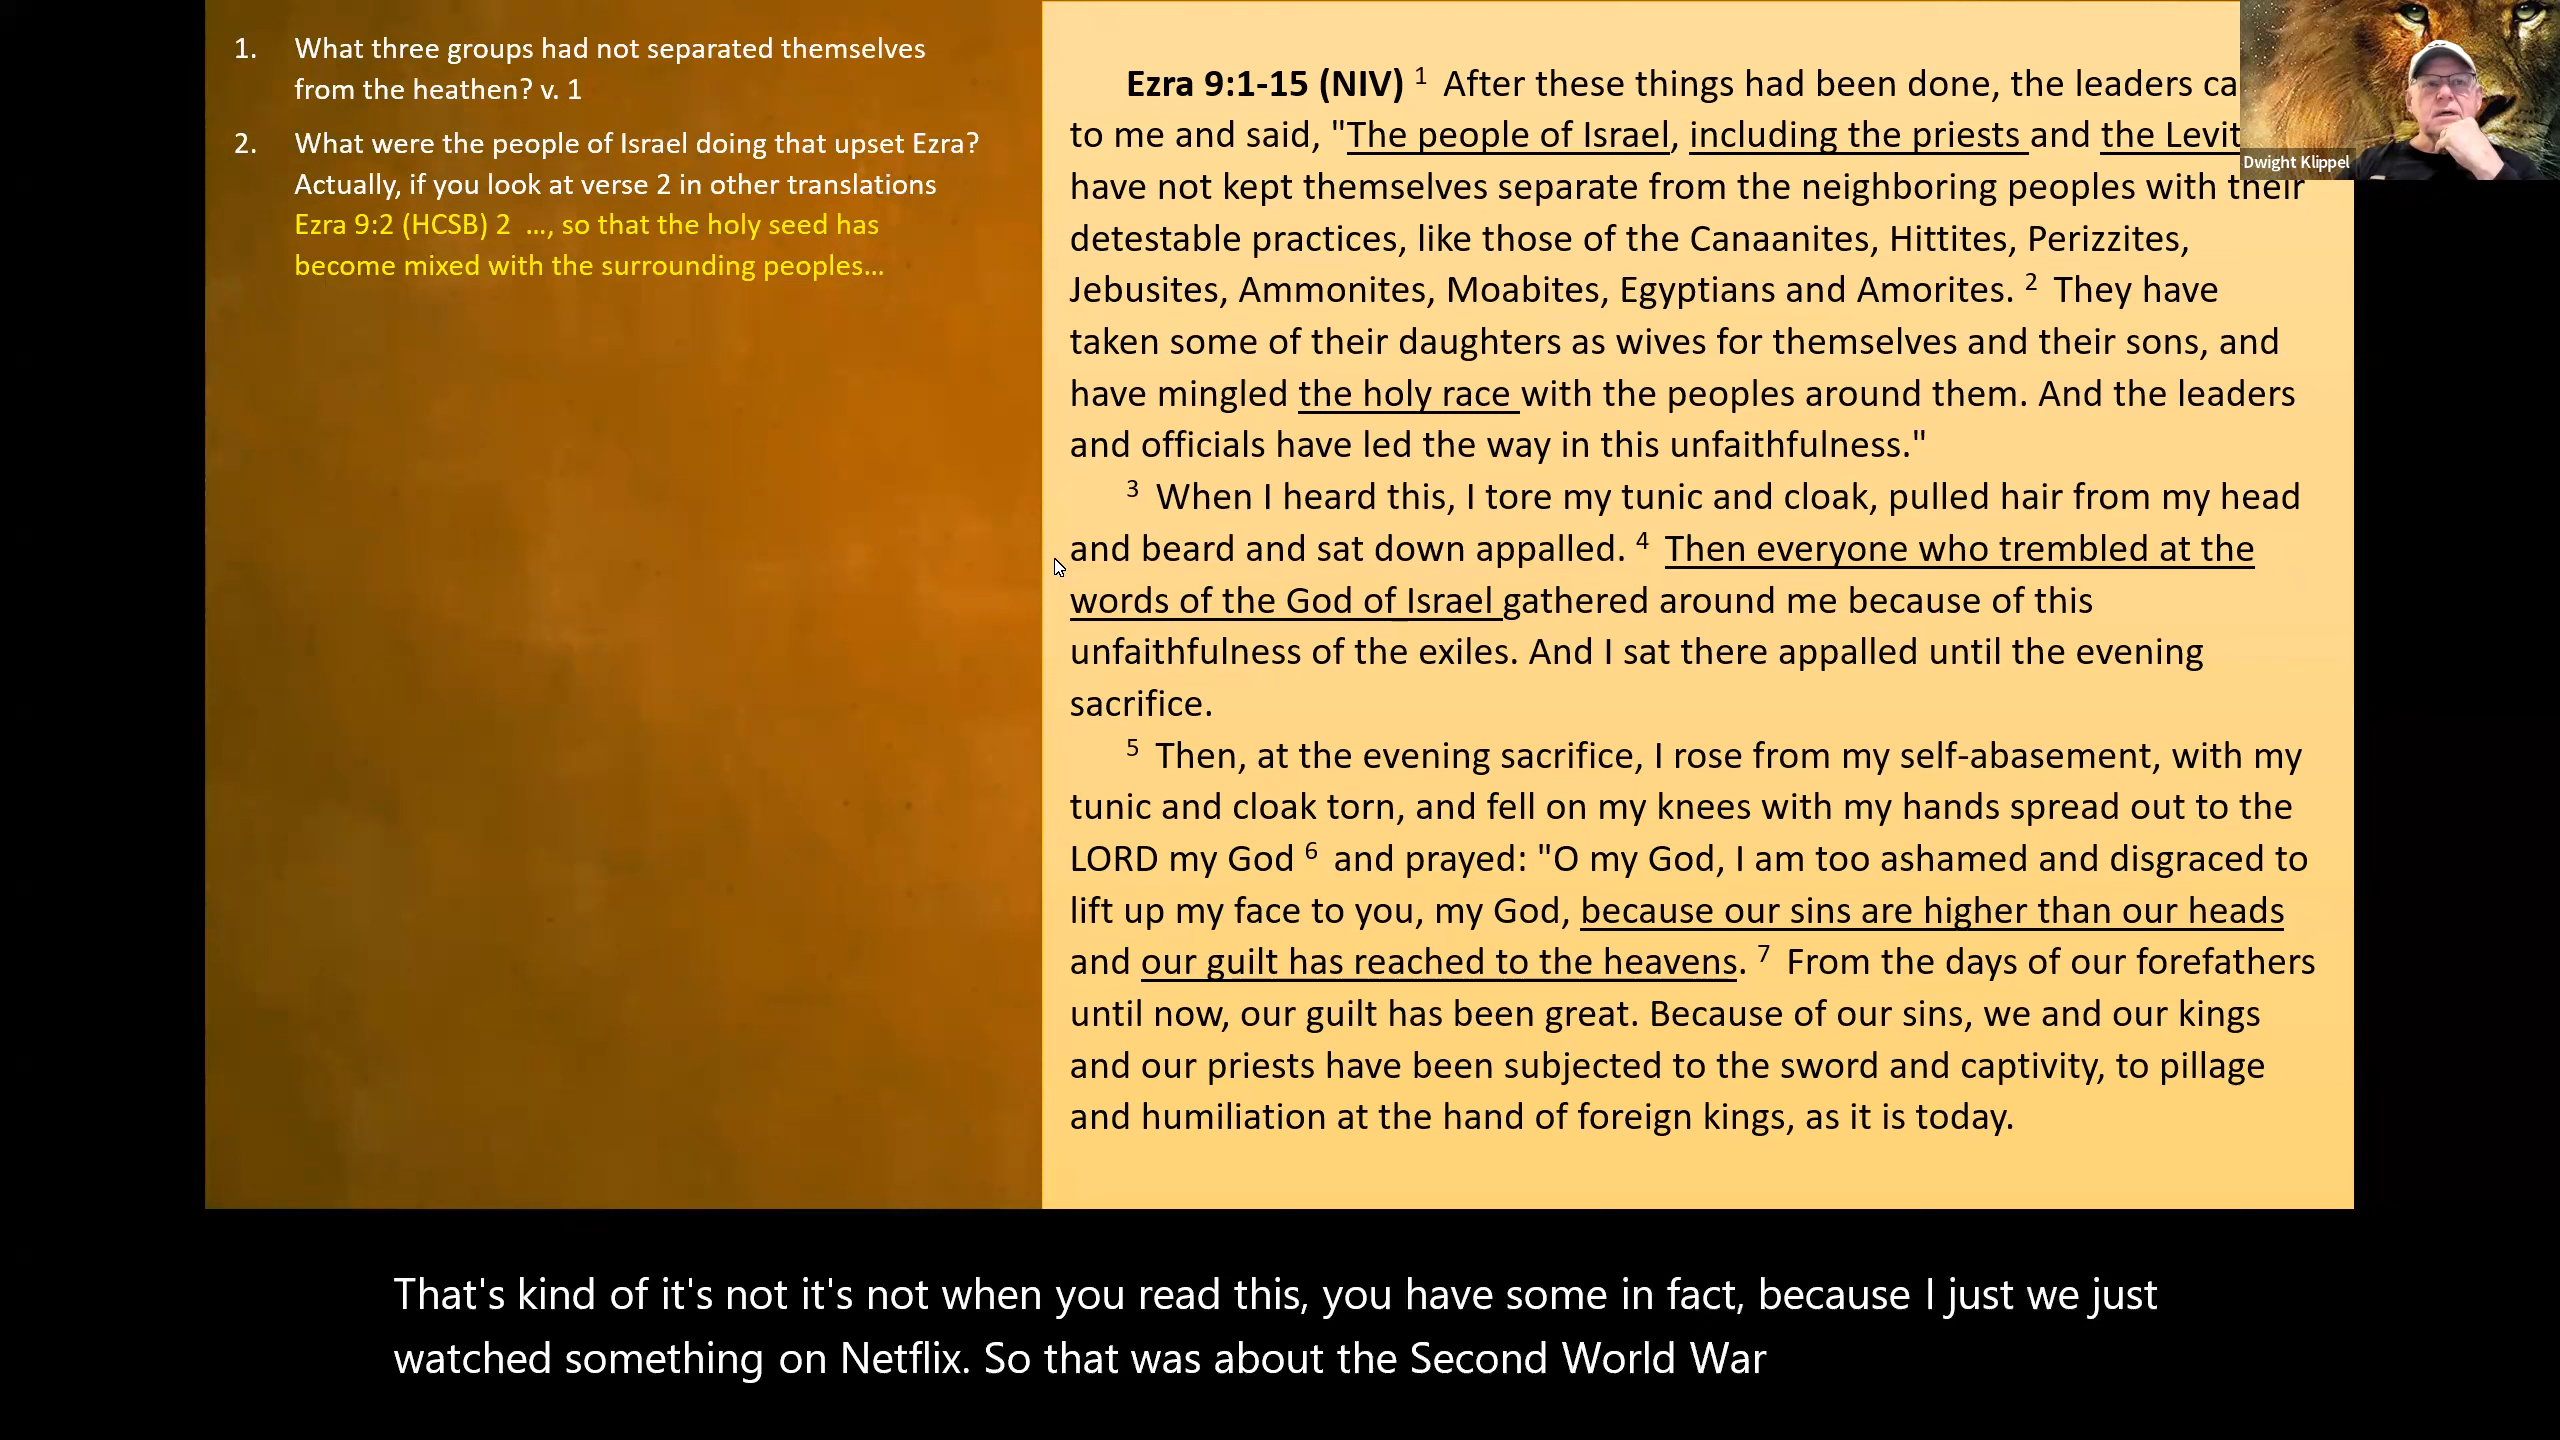 1. What three groups had not separated themselves
from the heathen? v. 1
2. What were the people of Israel doing that upset Ezra?
Actually, if you look at verse 2 in other translations
Ezra 9:2 (HCSB) 2 …, so that the holy seed has
become mixed with the surrounding peoples…
Ezra 9:1-15 (NIV) 1 After these things had been done, the leaders ca
to me and said, "The people of Israel, including the priests and the Levit
have not kept themselves separate from the neighboring peoples with their
detestable practices, like those of the Canaanites, Hittites, Perizzites,
Jebusites, Ammonites, Moabites, Egyptians and Amorites. 2 They have
taken some of their daughters as wives for themselves and their sons, and
have mingled the holy race with the peoples around them. And the leaders
and officials have led the way in this unfaithfulness."
3 When I heard this, I tore my tunic and cloak, pulled hair from my head
and beard and sat down appalled. 4 Then everyone who trembled at the
words of the God of Israel gathered around me because of this
unfaithfulness of the exiles. And I sat there appalled until the evening
sacrifice.
5 Then, at the evening sacrifice, I rose from my self-abasement, with my
tunic and cloak torn, and fell on my knees with my hands spread out to the
LORD my God 6 and prayed: "O my God, I am too ashamed and disgraced to
lift up my face to you, my God, because our sins are higher than our heads
and our guilt has reached to the heavens. 7 From the days of our forefathers
until now, our guilt has been great. Because of our sins, we and our kings
and our priests have been subjected to the sword and captivity, to pillage
and humiliation at the hand of foreign kings, as it is today.
Dwight Klippel
That's kind of it's not it's not when you read this, you have some in fact, because I just we just
watched something on Netflix. So that was about the Second World War